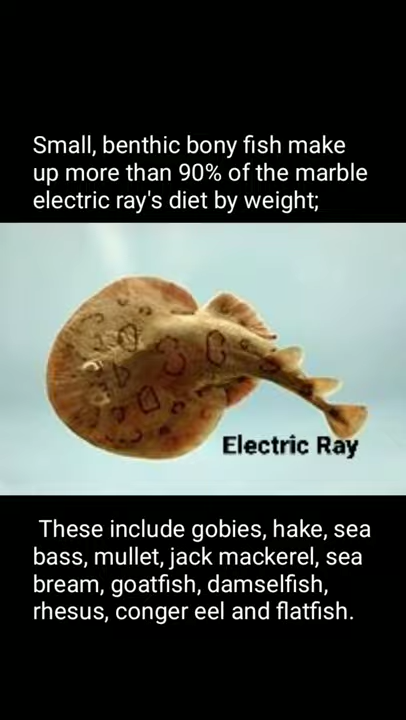 Small, benthic bony fish make
up more than 90% of the marble
electric ray's diet by weight;
Electric Ray
These include gobies, hake, sea
bass, mullet, jack mackerel, sea
bream, goatfish, damselfish,
rhesus, conger eel and flatfish.